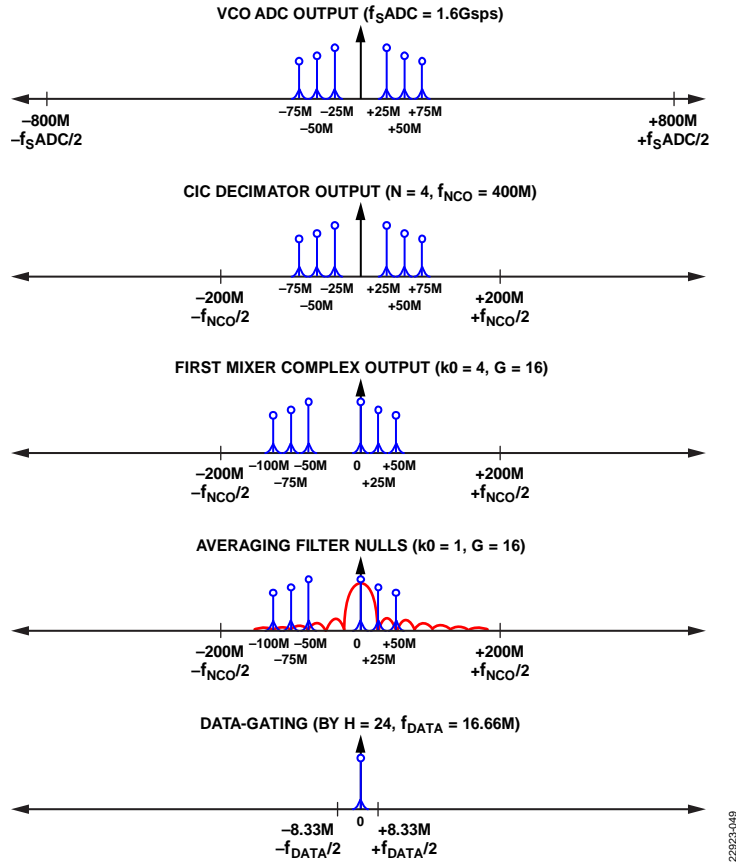 VCO ADC OUTPUT (fSADC = 1.6Gsps)
–75M –25M +25M +75M
–50M +50M
–800M +800M
–fSADC/2 +fSADC/2
CIC DECIMATOR OUTPUT (N = 4, fNCO = 400M)
–75M –25M +25M +75M
–50M +50M
–200M +200M
–fNCO/2 +fNCO/2
FIRST MIXER COMPLEX OUTPUT (k0 = 4, G = 16)
–200M –100M –50M 0 +50M +200M
–75M +25M
–fNCO/2 +fNCO/2
AVERAGING FILTER NULLS (k0 = 1, G = 16)
–200M –100M –50M 0 +50M +200M
–75M +25M
–fNCO/2 +fNCO/2
DATA-GATING (BY H = 24, fDATA = 16.66M)
0
–8.33M +8.33M
–fDATA/2 +fDATA/2
22923-049